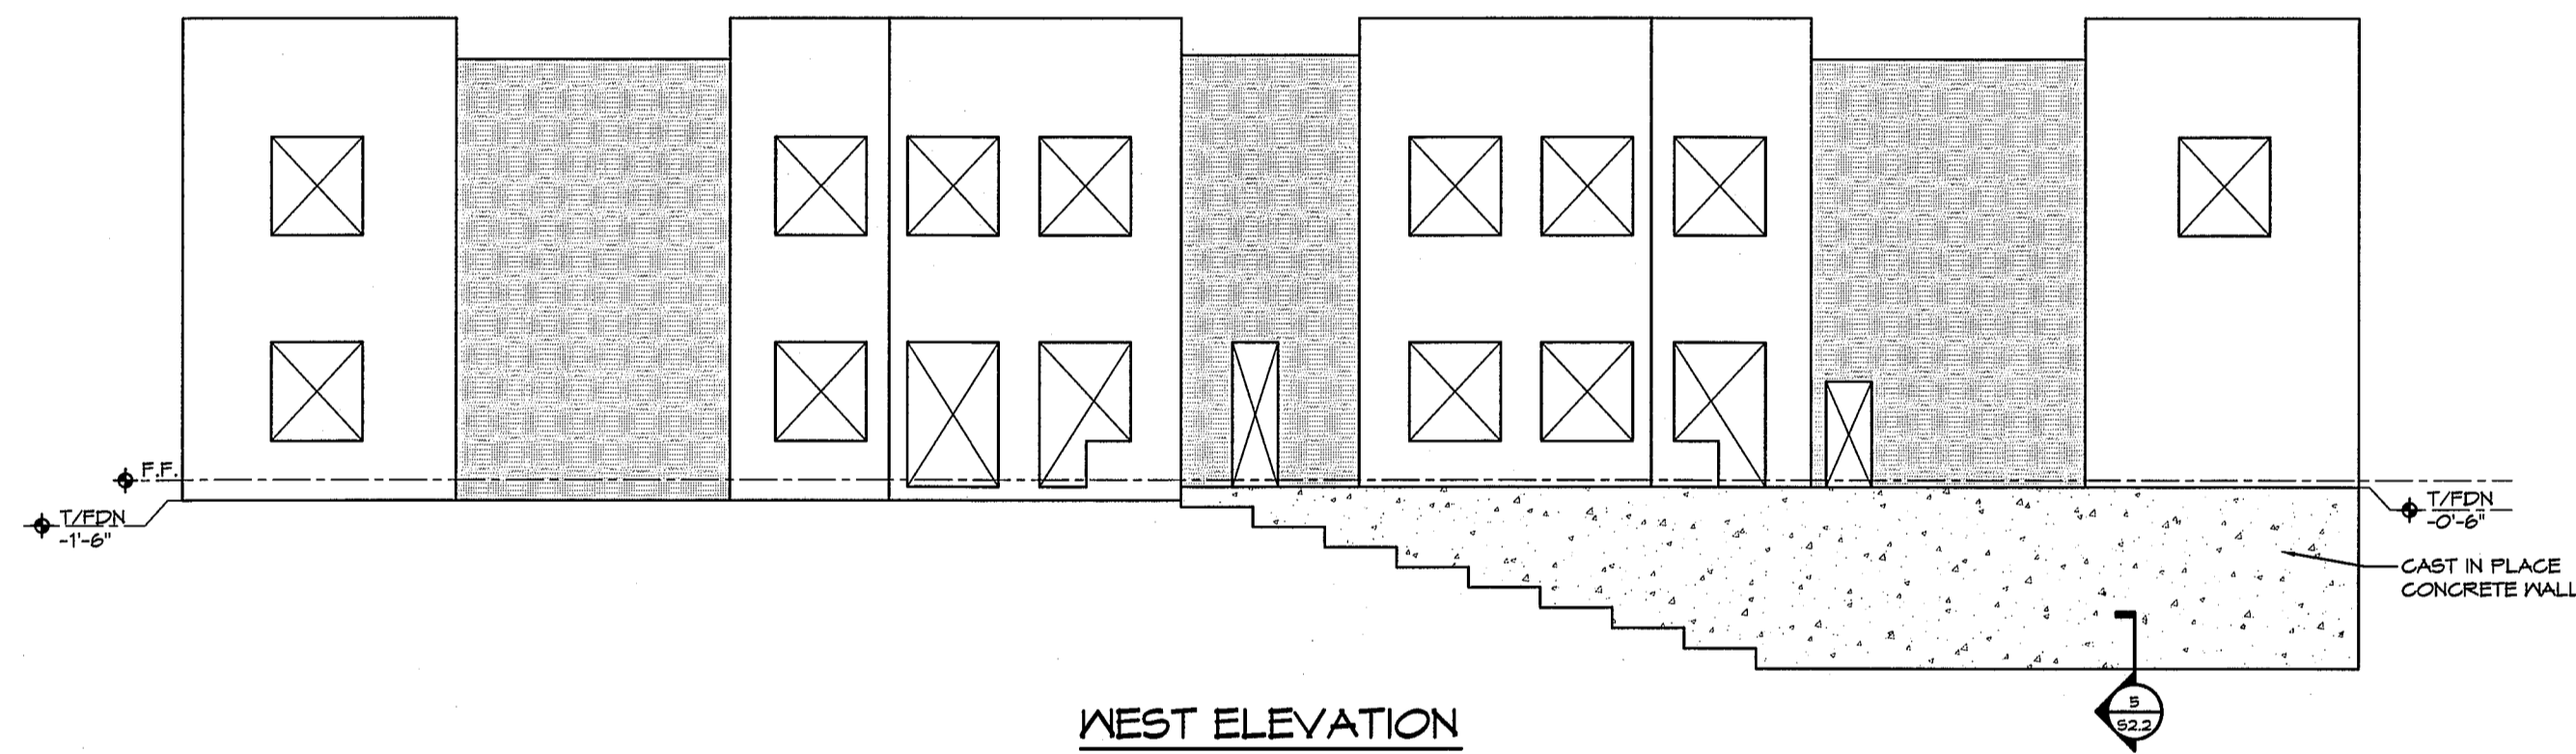 F.F.
T/FDN
-1'-6"
T/FDN
-0'-6"
CAST IN PLACE
CONCRETE WALL
WEST ELEVATION
5
S2.2